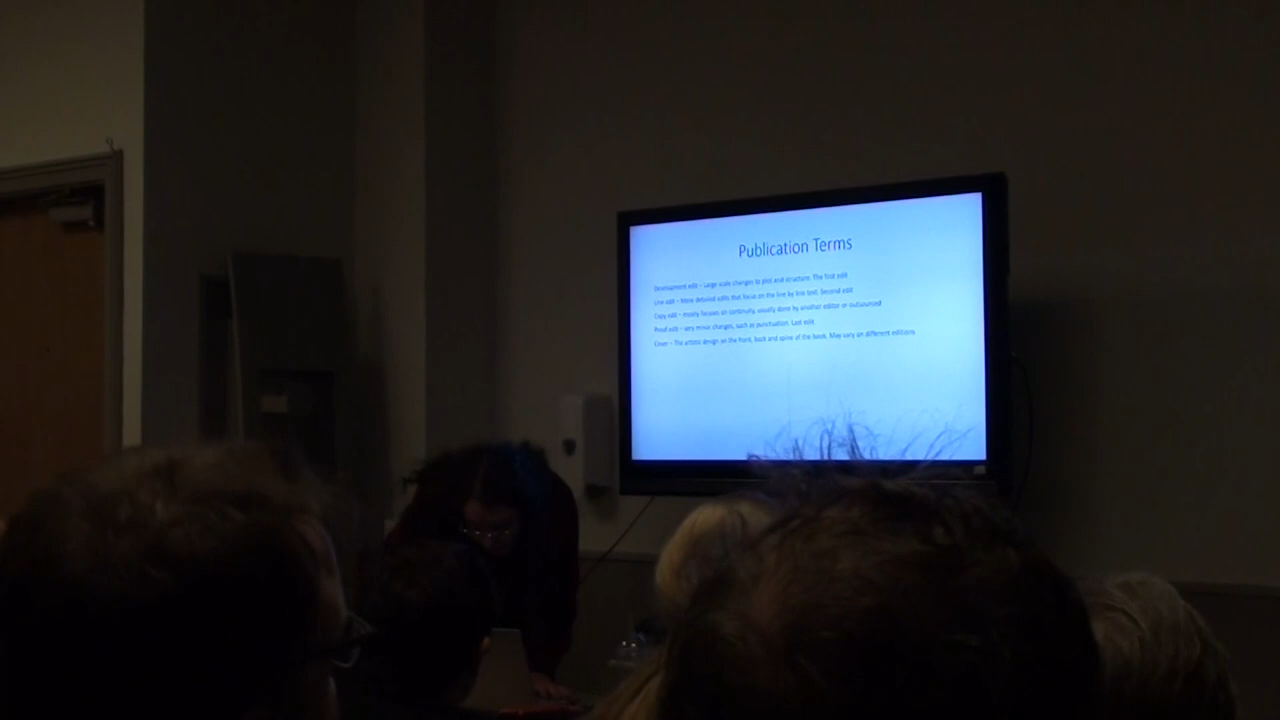 Publication Terms
Development edit – Large scale changes to plot and structure. The first edit
Line edit – More detailed edits that focus on the line by line text. Second edit
Copy edit – mostly focuses on continuity, usually done by another editor or outsourced
Proof edit – very minor changes, such as punctuation. Last edit.
Cover – The artistic design on the front, back and spine of the book. May vary on different editions